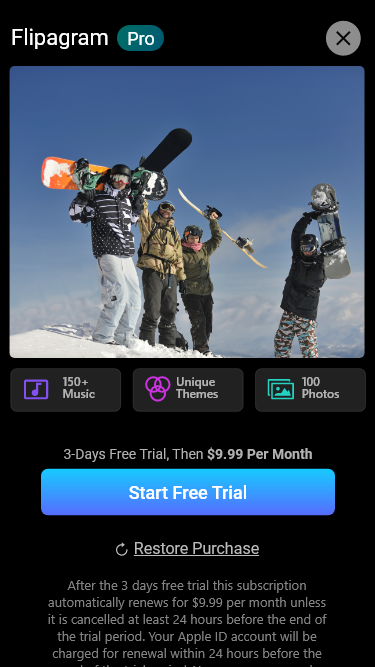 Flipagram Pro
150+
Music
Unique
Themes
100
Photos
3-Days Free Trial, Then $9.99 Per Month
Start Free Trial
Restore Purchase
After the 3 days free trial this subscription
automatically renews for $9.99 per month unless
it is cancelled at least 24 hours before the end of
the trial period. Your Apple ID account will be
charged for renewal within 24 hours before the